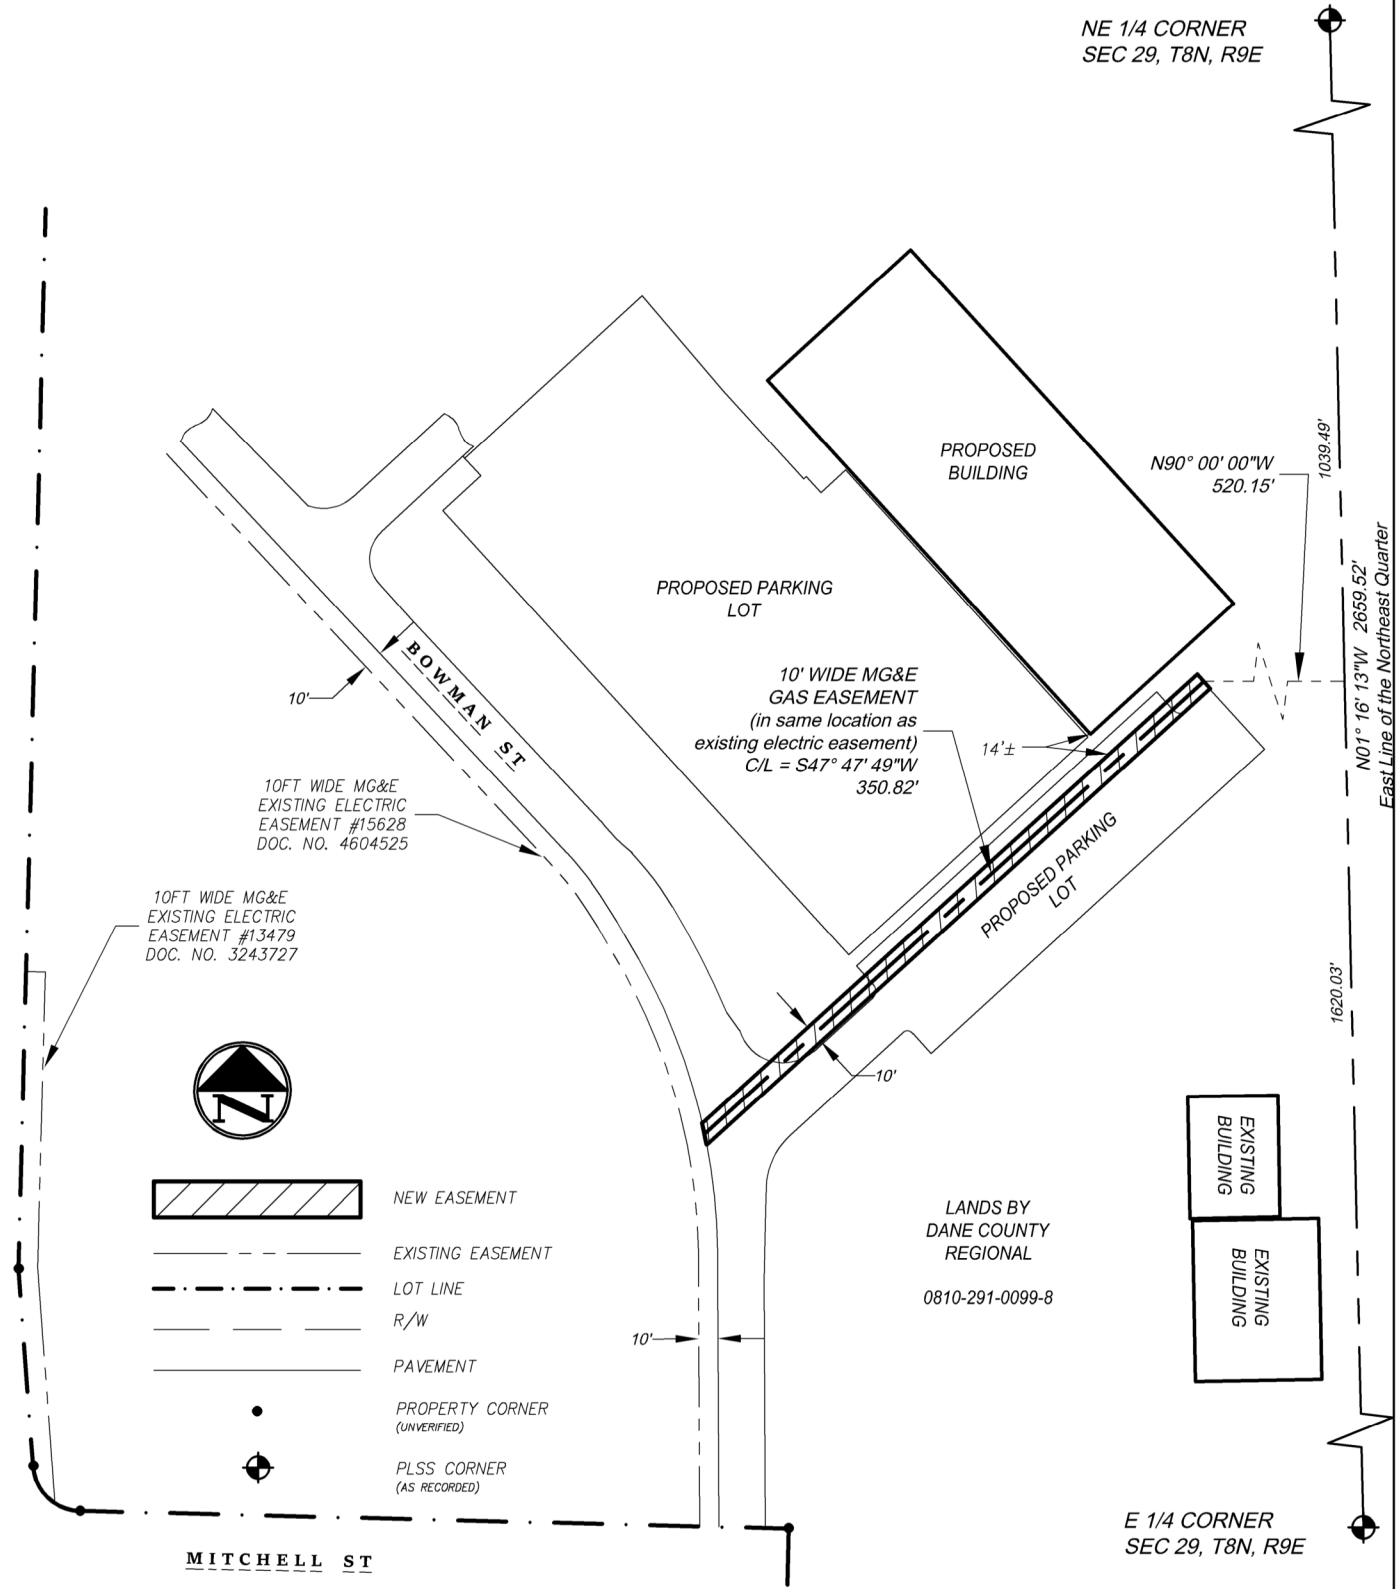 NE 1/4 CORNER
SEC 29, T8N, R9E
PROPOSED
BUILDING
N90° 00' 00"W
520.15'
1039.49'
N01° 16' 13"W 2659.52'
East Line of the Northeast Quarter
PROPOSED PARKING
LOT
BOWMAN ST
10'
10' WIDE MG&E
GAS EASEMENT
(in same location as
existing electric easement)
C/L = S47° 47' 49"W
350.82'
14'±
10FT WIDE MG&E
EXISTING ELECTRIC
EASEMENT #15628
DOC. NO. 4604525
PROPOSED PARKING
LOT
10FT WIDE MG&E
EXISTING ELECTRIC
EASEMENT #13479
DOC. NO. 3243727
1620.03'
10'
N
NEW EASEMENT
EXISTING EASEMENT
LOT LINE
R/W
PAVEMENT
PROPERTY CORNER
(UNVERIFIED)
PLSS CORNER
(AS RECORDED)
10'
LANDS BY
DANE COUNTY
REGIONAL
0810-291-0099-8
EXISTING
BUILDING
EXISTING
BUILDING
E 1/4 CORNER
SEC 29, T8N, R9E
MITCHELL ST